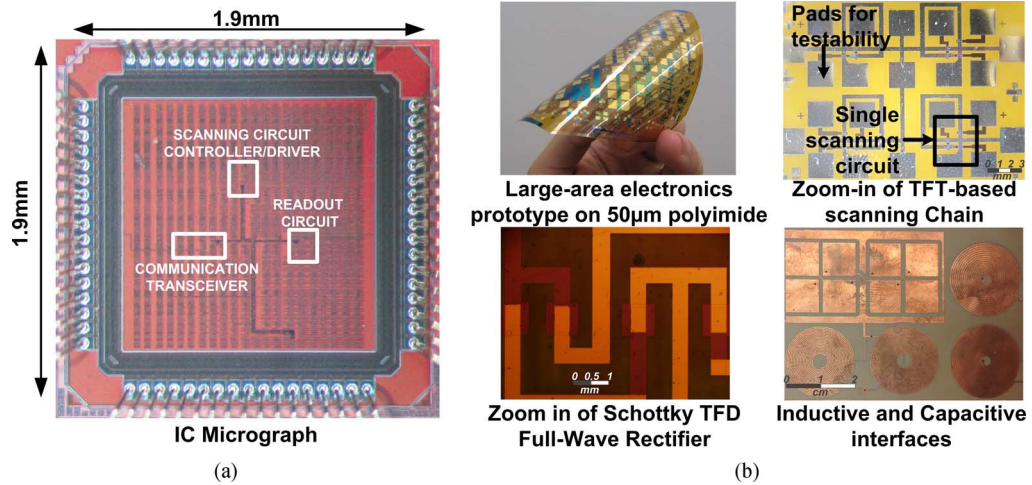 1.9mm
1.9mm
SCANNING CIRCUIT
CONTROLLER/DRIVER
READOUT
CIRCUIT
COMMUNICATION
TRANSCEIVER
IC Micrograph
(a)
Large-area electronics
prototype on 50µm polyimide
Pads for
testability
Single
scanning
circuit
0 1 2 3
mm
Zoom-in of TFT-based
scanning Chain
0 0.5 1
mm
Zoom in of Schottky TFD
Full-Wave Rectifier
0 1 2
cm
Inductive and Capacitive
interfaces
(b)